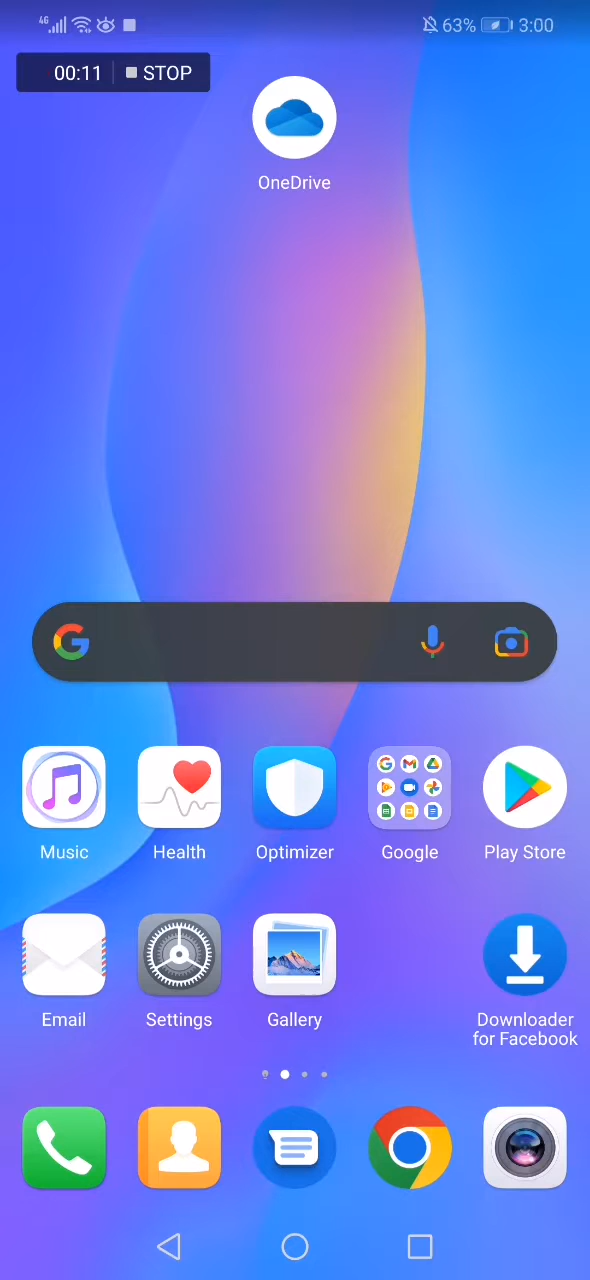 4G 63% 3:00
00:11 STOP
OneDrive
Music Health Optimizer Google Play Store
Email Settings Gallery Downloader
for Facebook